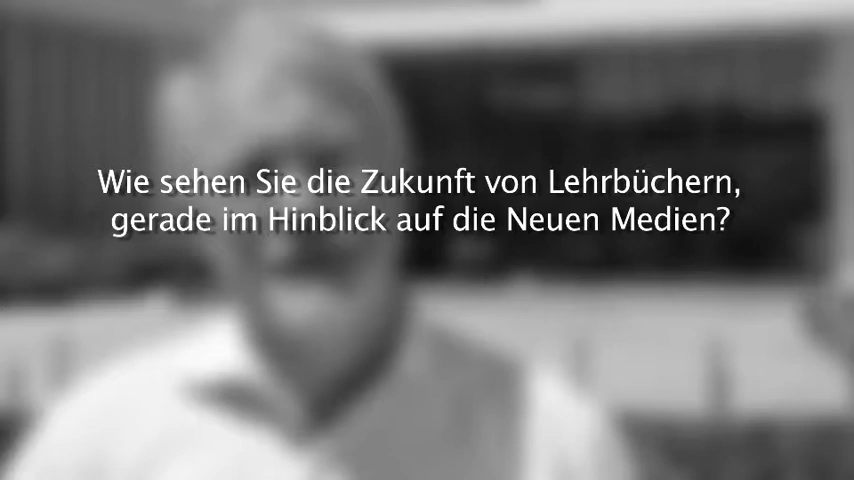 Wie sehen Sie die Zukunft von Lehrbüchern,
gerade im Hinblick auf die Neuen Medien?